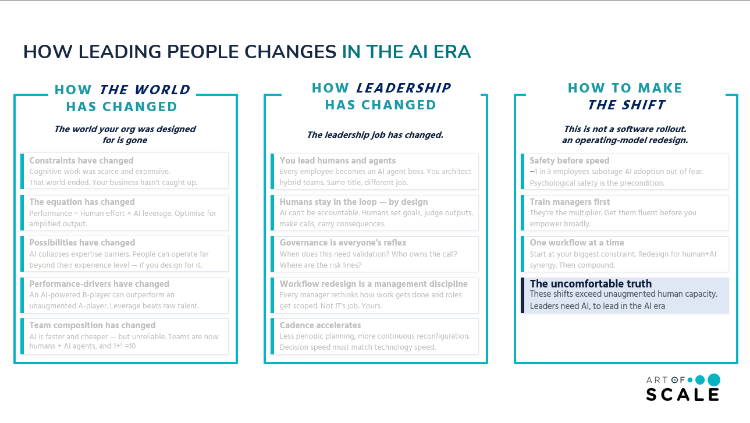 HOW LEADING PEOPLE CHANGES IN THE AI ERA
HOW THE WORLD
HAS CHANGED
The world your org was designed
for is gone
Constraints have changed
Cognitive work was scarce and expensive.
That world ended. Your business hasn't caught up.
The equation has changed
Performance = Human effort × AI leverage. Optimise for
amplified output.
Possibilities have changed
AI collapses expertise barriers. People can operate far
beyond their experience level — if you design for it.
Performance-drivers have changed
An AI-powered B-player can outperform an
unaugmented A-player. Leverage beats raw talent.
Team composition has changed
AI is faster and cheaper — but unreliable. Teams are now
humans + AI agents, and 1+1 =10
HOW LEADERSHIP
HAS CHANGED
The leadership job has changed.
You lead humans and agents
Every employee becomes an AI agent boss. You architect
hybrid teams. Same title, different job.
Humans stay in the loop — by design
AI can't be accountable. Humans set goals, judge outputs,
make calls, carry consequences.
Governance is everyone's reflex
When does this need validation? Who owns the call?
Where are the risk lines?
Workflow redesign is a management discipline
Every manager rethinks how work gets done and roles
get scoped. Not IT's job. Yours.
Cadence accelerates
Less periodic planning, more continuous reconfiguration.
Decision speed must match technology speed.
HOW TO MAKE
THE SHIFT
This is not a software rollout.
an operating-model redesign.
Safety before speed
~1 in 3 employees sabotage AI adoption out of fear.
Psychological safety is the precondition.
Train managers first
They're the multiplier. Get them fluent before you
empower broadly.
One workflow at a time
Start at your biggest constraint. Redesign for human+AI
synergy. Then compound.
The uncomfortable truth
These shifts exceed unaugmented human capacity.
Leaders need AI, to lead in the AI era
ART OF
SCALE